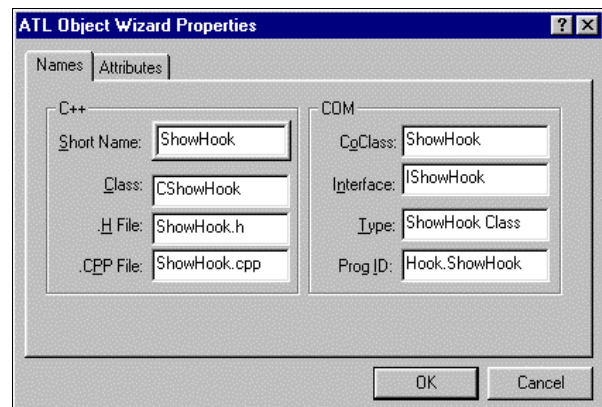 ATL Object Wizard Properties
Names Attributes
C++
Short Name: ShowHook
Class: CShowHook
.H File: ShowHook.h
.CPP File: ShowHook.cpp
COM
CoClass: ShowHook
Interface: IShowHook
Type: ShowHook Class
Prog ID: Hook.ShowHook
OK Cancel